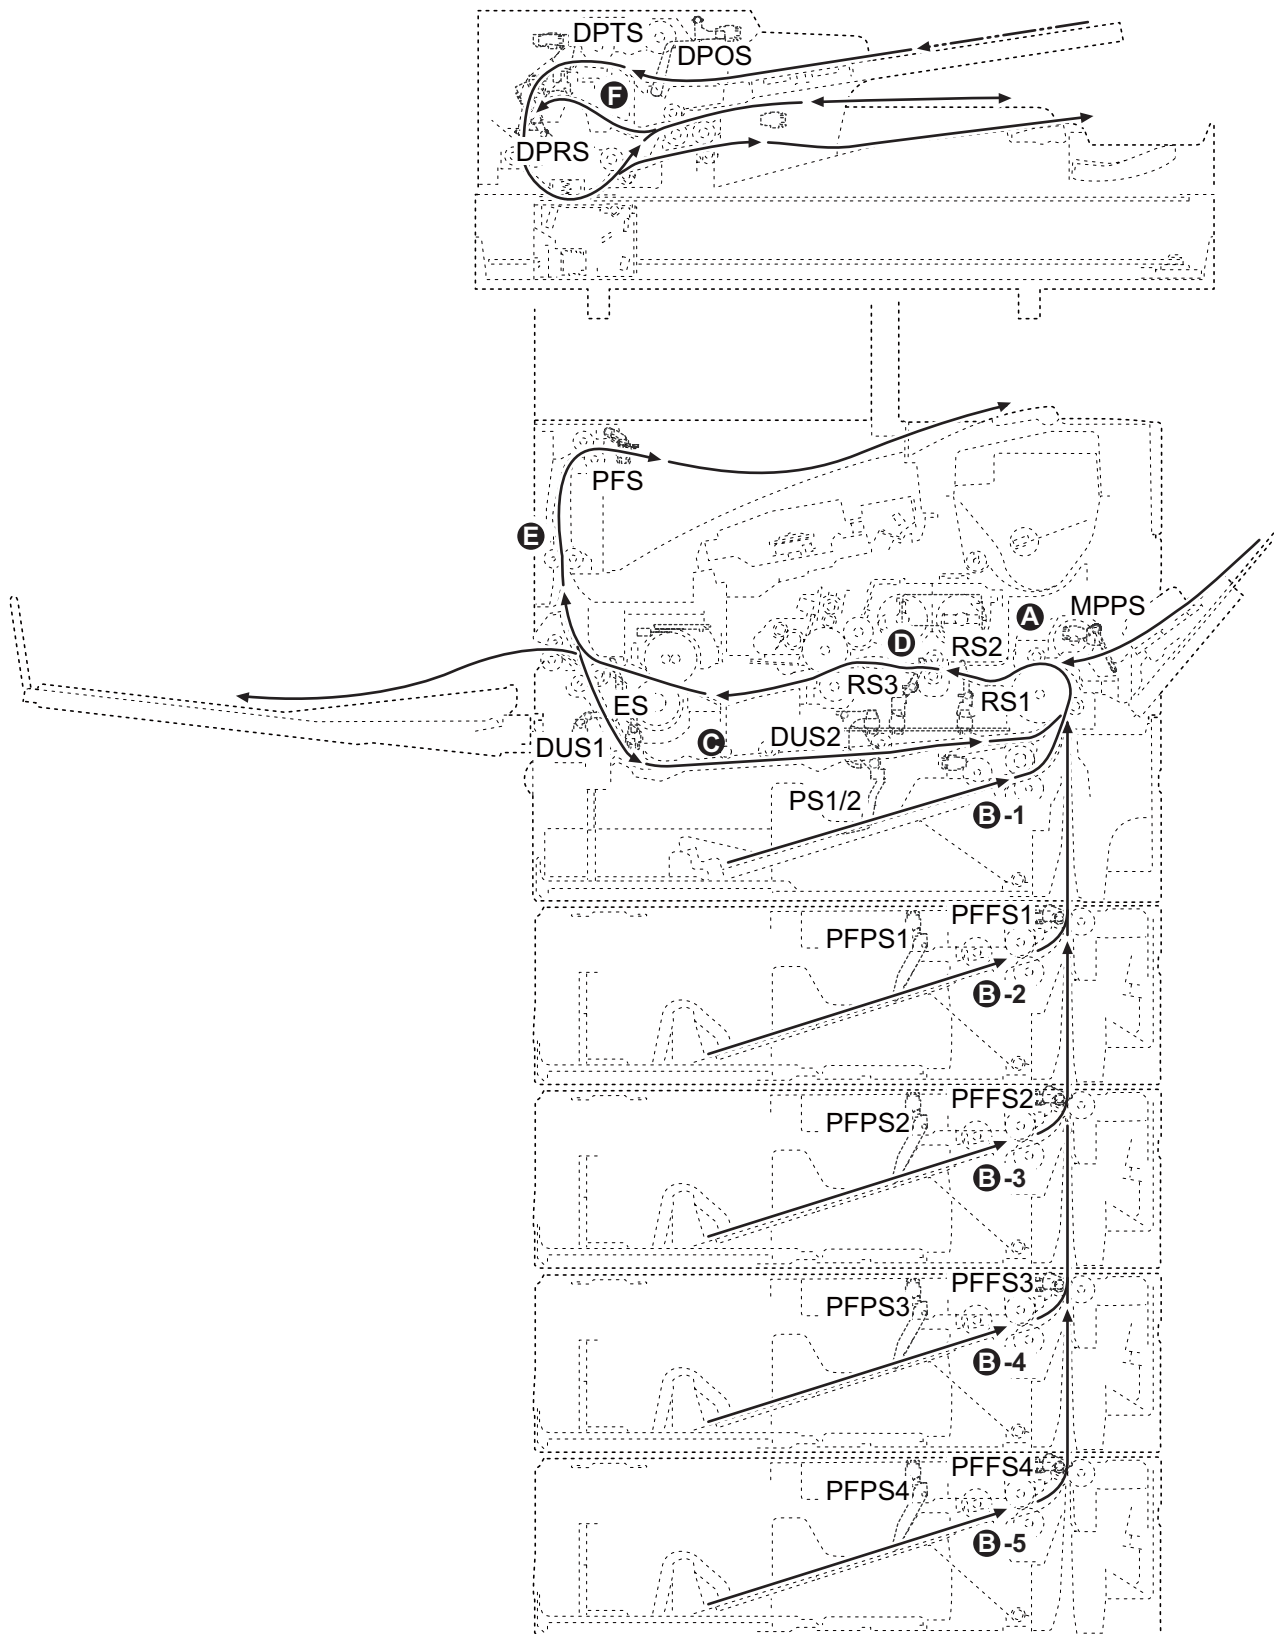 DPTS
DPOS
F
DPRS
PFS
E
A
MPPS
D
RS2
RS3
RS1
ES
DUS1
C
DUS2
PS1/2
B-1
PFFS1
PFPS1
B-2
PFFS2
PFPS2
B-3
PFFS3
PFPS3
B-4
PFFS4
PFPS4
B-5